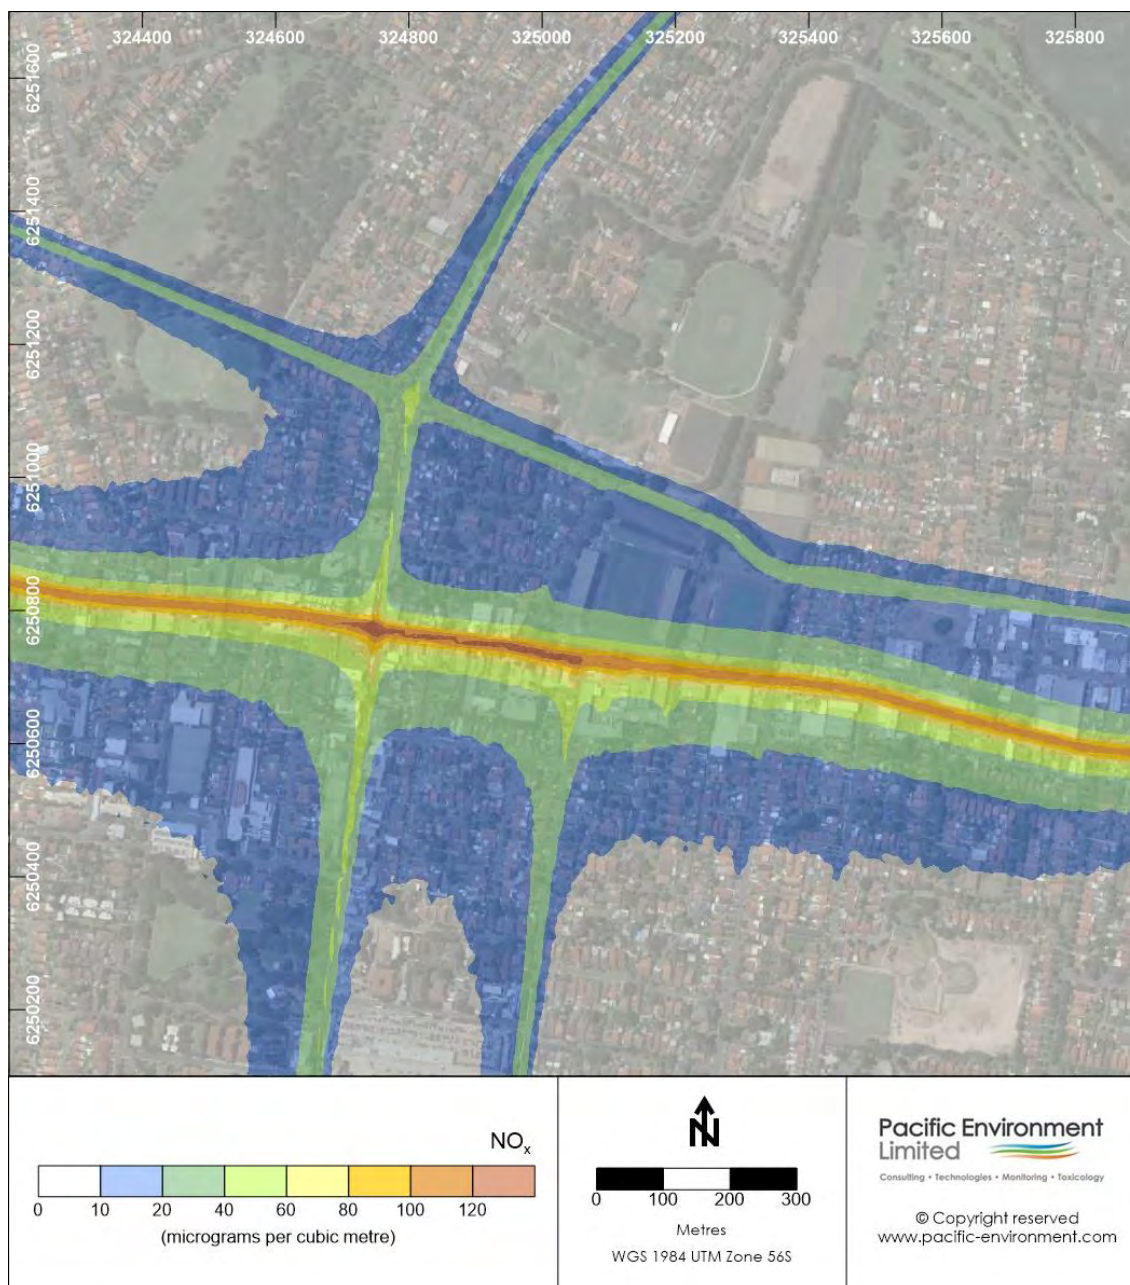 324400 324600 324800 325000 325200 325400 325600 325800
6251600
6251400
6251200
6251000
6250800
6250600
6250400
6250200
NOx
0 10 20 40 60 80 100 120
(micrograms per cubic metre)
N
0 100 200 300
Metres
WGS 1984 UTM Zone 56S
Pacific Environment
Limited
Consulting • Technologies • Monitoring • Toxicology
© Copyright reserved
www.pacific-environment.com